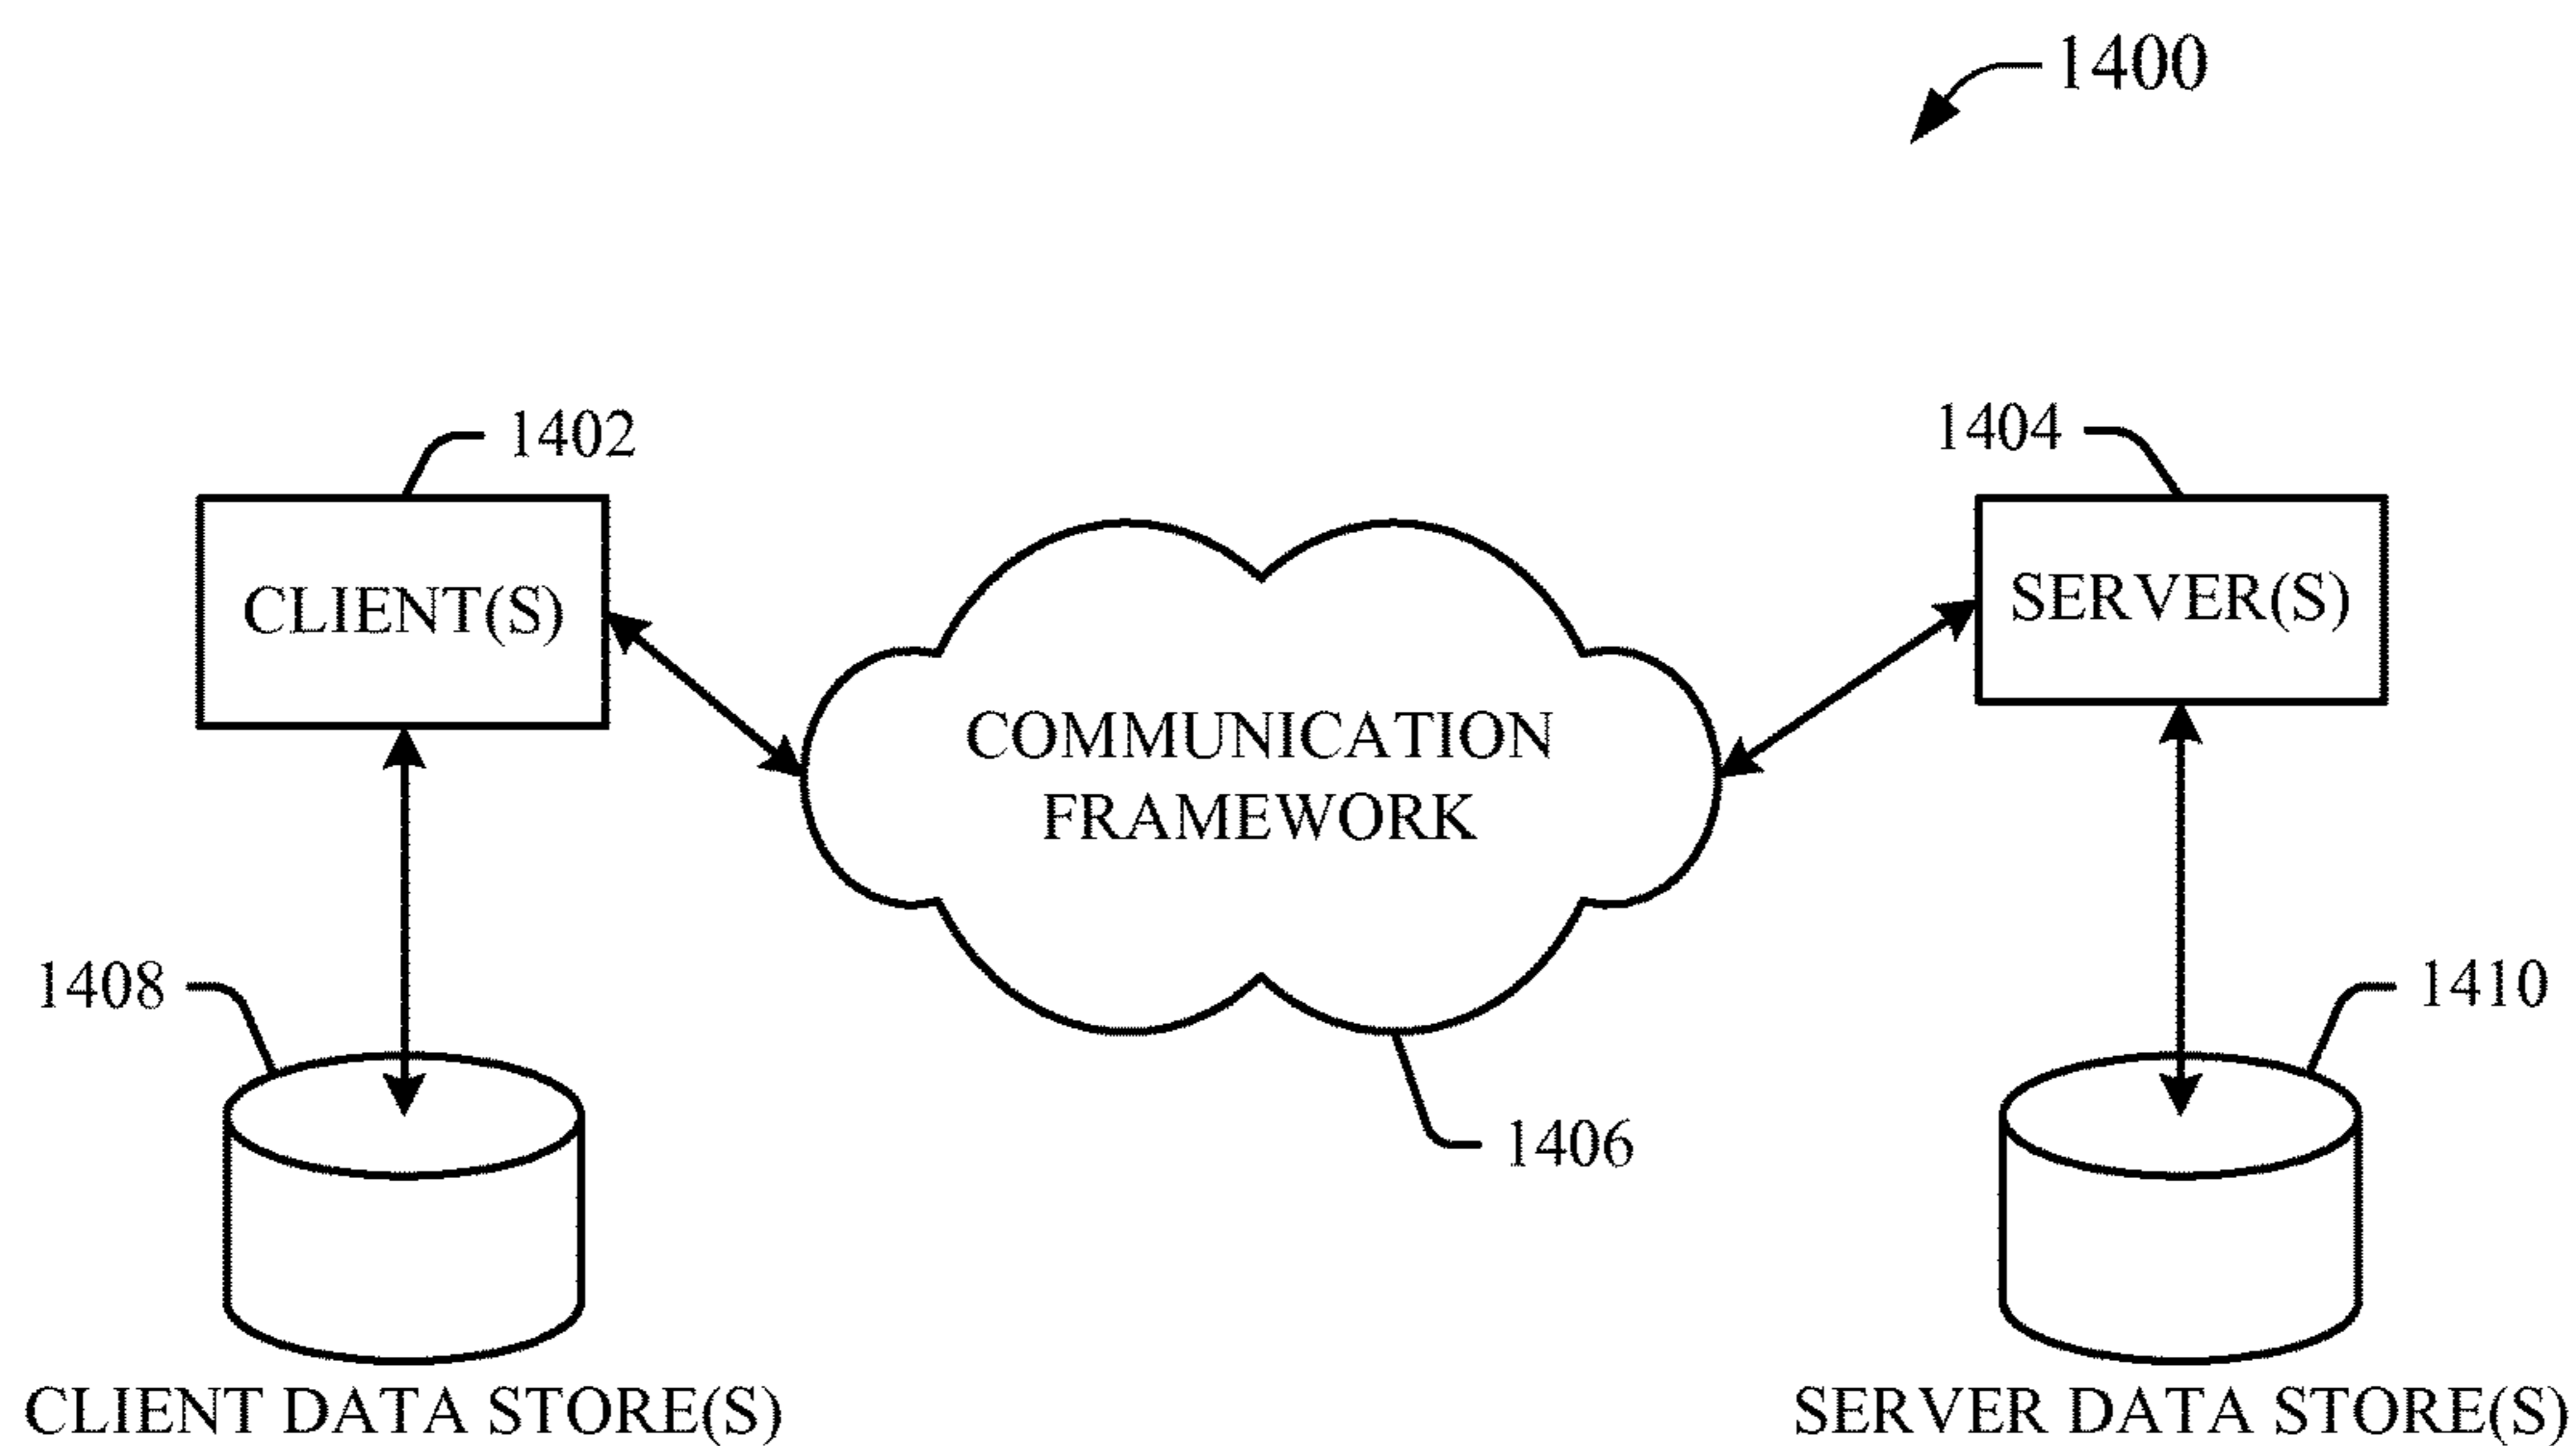 1400
1402
1404
CLIENT(S)
SERVER(S)
COMMUNICATION
FRAMEWORK
1408
1410
1406
CLIENT DATA STORE(S)
SERVER DATA STORE(S)